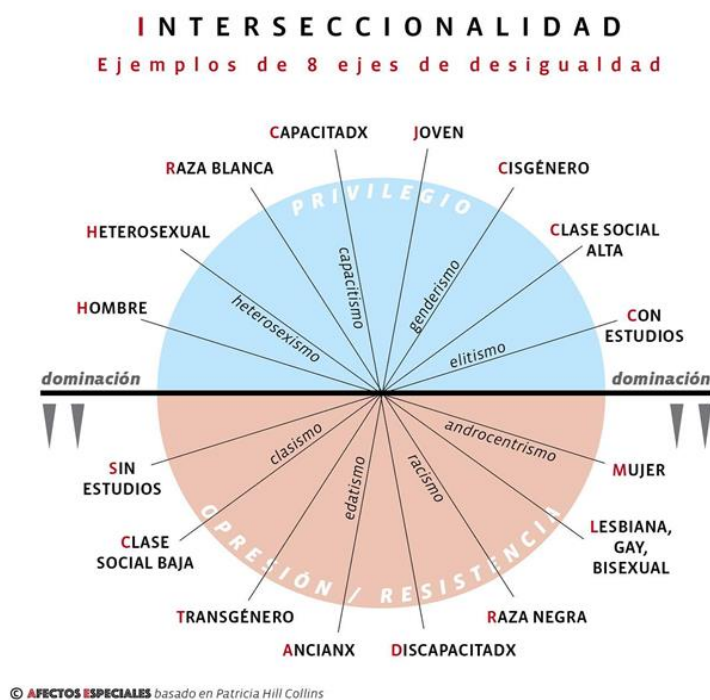 INTERSECCIONALIDAD
Ejemplos de 8 ejes de desigualdad
CAPACITADX
JOVEN
RAZA BLANCA
CISGÉNERO
PRIVILEGIO
HETEROSEXUAL
CLASE SOCIAL
ALTA
capacitismo
genderismo
heterosexismo
HOMBRE
CON
ESTUDIOS
elitismo
dominación
dominación
clasismo
androcentrismo
edatismo
racismo
SIN
ESTUDIOS
MUJER
CLASE
SOCIAL BAJA
LESBIANA,
GAY,
BISEXUAL
OPRESIÓN / RESISTENCIA
TRANSGÉNERO
RAZA NEGRA
ANCIANX
DISCAPACITADX
© AFECTOS ESPECIALES basado en Patricia Hill Collins